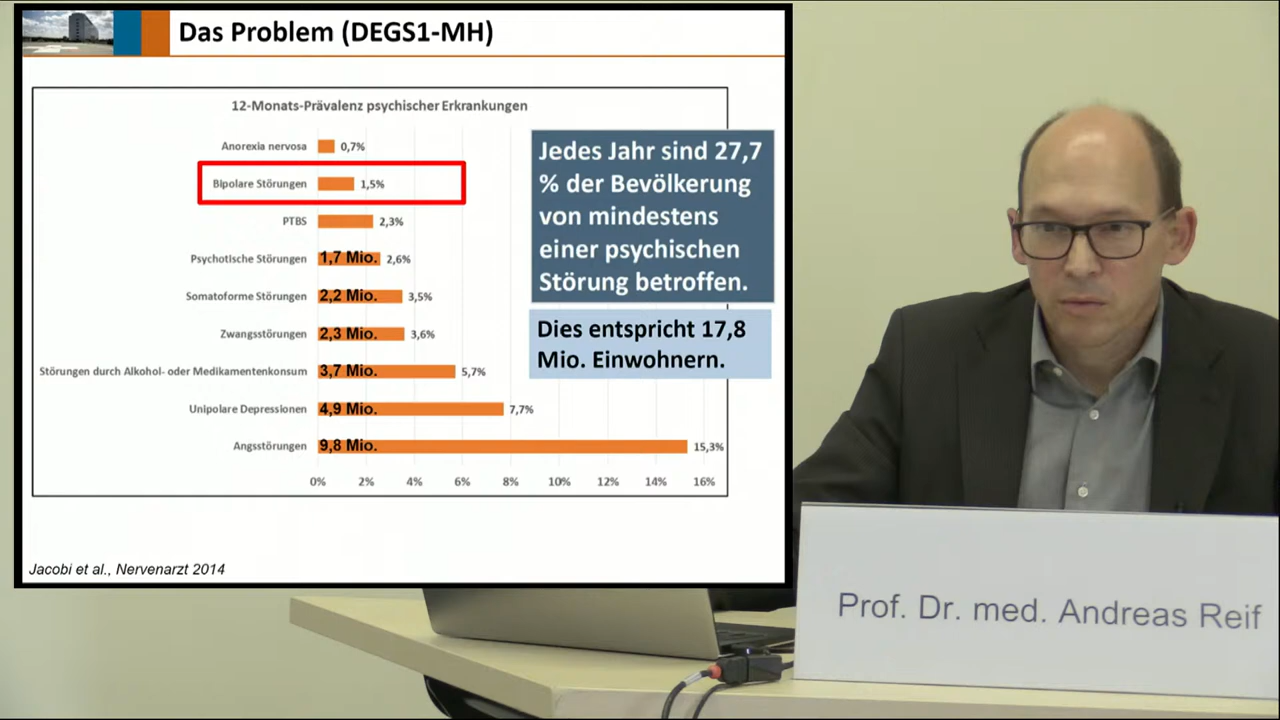 Das Problem (DEGS1-MH)
12-Monats-Prävalenz psychischer Erkrankungen
Anorexia nervosa 0,7%
Bipolare Störungen 1,5%
PTBS 2,3%
Psychotische Störungen 1,7 Mio. 2,6%
Somatoforme Störungen 2,2 Mio. 3,5%
Zwangsstörungen 2,3 Mio. 3,6%
Störungen durch Alkohol- oder Medikamentenkonsum 3,7 Mio. 5,7%
Unipolare Depressionen 4,9 Mio. 7,7%
Angsstörungen 9,8 Mio. 15,3%
0% 2% 4% 6% 8% 10% 12% 14% 16%
Jedes Jahr sind 27,7
% der Bevölkerung
von mindestens
einer psychischen
Störung betroffen.
Dies entspricht 17,8
Mio. Einwohnern.
Jacobi et al., Nervenarzt 2014
Prof. Dr. med. Andreas Reif